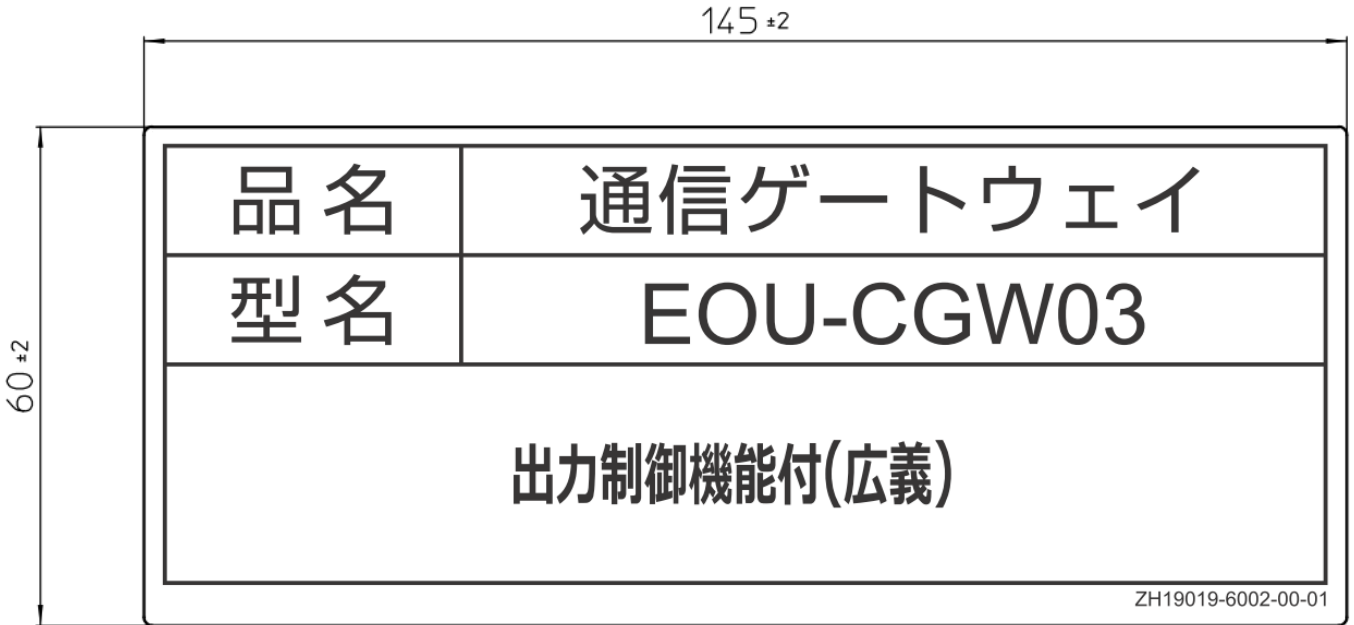 145 ±2
60 ±2
品名 通信ゲートウェイ
型名 EOU-CGW03
出力制御機能付(広義)
ZH19019-6002-00-01